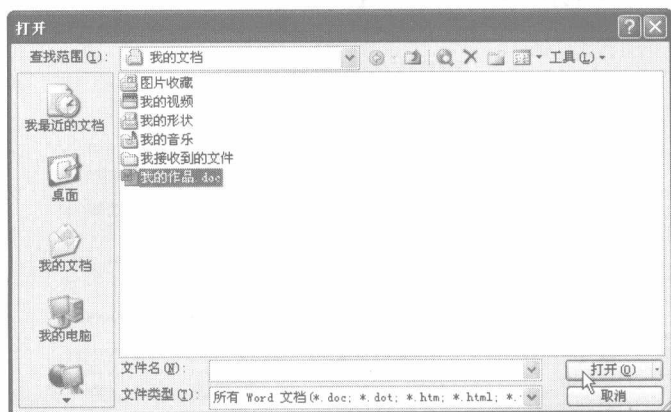 打开
查找范围(I):
我的文档
工具(L)
我最近的文档
桌面
我的文档
我的电脑
图片收藏
我的视频
我的形状
我的音乐
我接收到的文件
我的作品.doc
文件名(N):
打开(O)
文件类型(T):
所有 Word 文档(*.doc; *.dot; *.htm; *.html; *.
取消